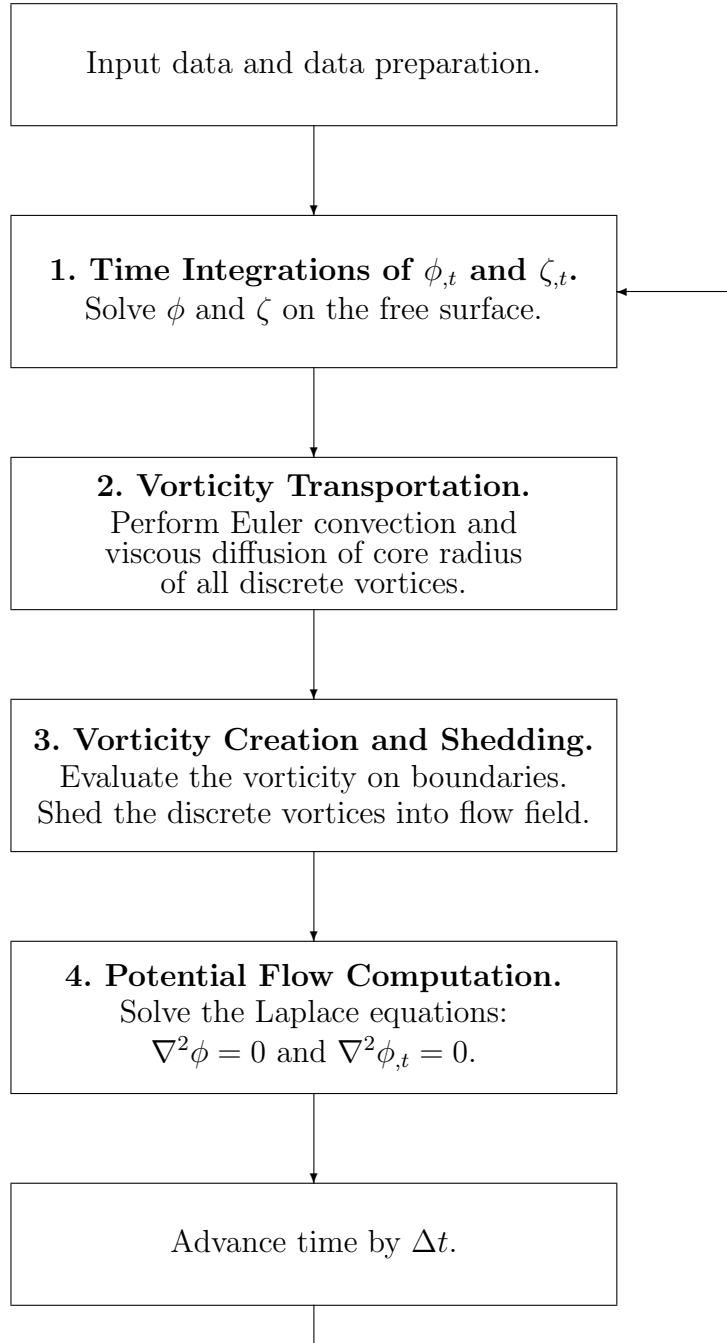 Input data and data preparation.
1. Time Integrations of ϕ,t and ζ,t.
Solve ϕ and ζ on the free surface.
2. Vorticity Transportation.
Perform Euler convection and
viscous diffusion of core radius
of all discrete vortices.
3. Vorticity Creation and Shedding.
Evaluate the vorticity on boundaries.
Shed the discrete vortices into flow field.
4. Potential Flow Computation.
Solve the Laplace equations:
∇²ϕ = 0 and ∇²ϕ,t = 0.
Advance time by Δt.